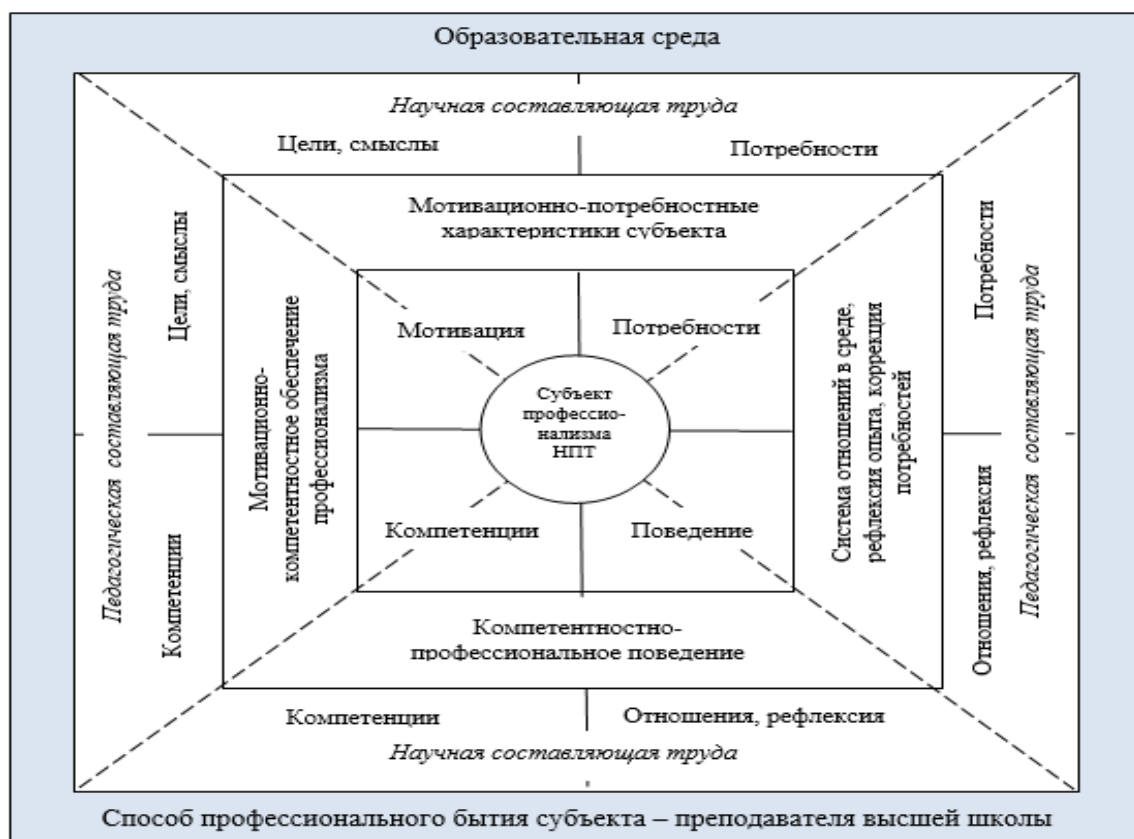 Образовательная среда
Научная составляющая труда
Цели, смыслы
Потребности
Мотивационно-потребностные
характеристики субъекта
Педагогическая составляющая труда
Цели, смыслы
Компетенции
Мотивационно-
компетентностное обеспечение
профессионализма
Мотивация
Потребности
Субъект
профессио-
нализма
НПТ
Компетенции
Поведение
Система отношений в среде,
рефлексия опыта, коррекция
потребностей
Потребности
Отношения, рефлексия
Педагогическая составляющая труда
Компетентностно-
профессиональное поведение
Компетенции
Отношения, рефлексия
Научная составляющая труда
Способ профессионального бытия субъекта – преподавателя высшей школы